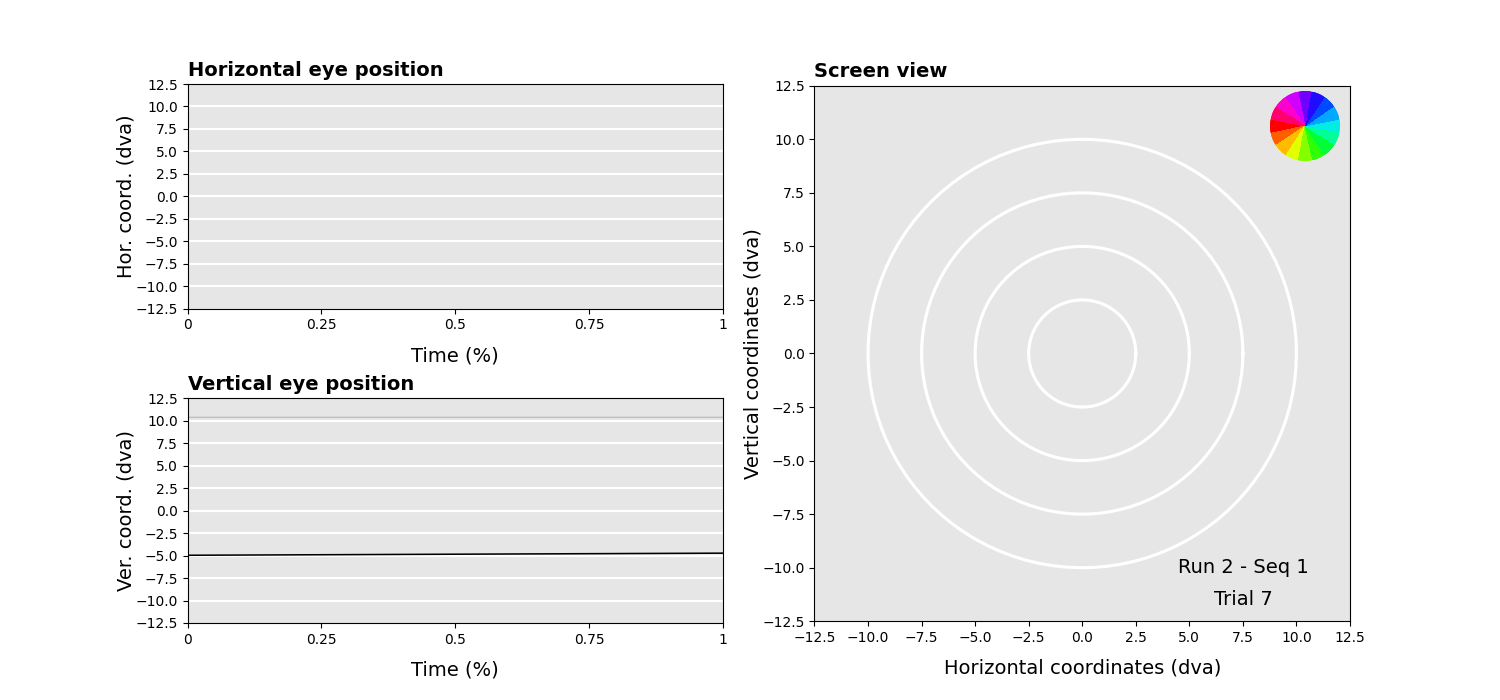 Horizontal eye position
12.5
10.0
7.5
5.0
2.5
0.0
−2.5
−5.0
−7.5
−10.0
−12.5
Hor. coord. (dva)
0 0.25 0.5 0.75 1
Time (%)
Vertical eye position
12.5
10.0
7.5
5.0
2.5
0.0
−2.5
−5.0
−7.5
−10.0
−12.5
Ver. coord. (dva)
0 0.25 0.5 0.75 1
Time (%)
Screen view
12.5
10.0
7.5
5.0
2.5
0.0
−2.5
−5.0
−7.5
−10.0
−12.5
Vertical coordinates (dva)
Run 2 - Seq 1
Trial 7
−12.5 −10.0 −7.5 −5.0 −2.5 0.0 2.5 5.0 7.5 10.0 12.5
Horizontal coordinates (dva)